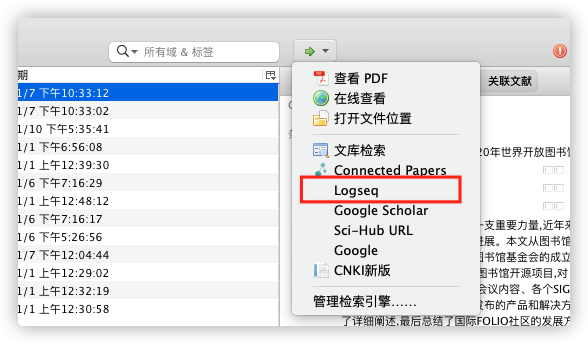 所有域 & 标签
期
1/7 下午10:33:12
1/7 下午10:33:02
1/10 下午5:35:41
1/1 下午6:56:08
1/1 上午12:39:30
1/6 下午7:16:29
1/1 上午12:48:12
1/6 下午7:16:17
1/6 下午5:26:56
1/7 下午12:04:44
1/1 上午12:29:02
1/1 上午12:32:19
1/1 上午12:30:58
查看 PDF
在线查看
打开文件位置
文库检索
Connected Papers
Logseq
Google Scholar
Sci-Hub URL
Google
CNKI新版
管理检索引擎……
关联文献
20年世界开放图书
一支重要力量,近年来
进展。本文从图书馆
图书馆基金会的成立
图书馆开源项目,对
会议内容、各个SIG
发布的产品和解决方
了详细阐述,最后总结了国际FOLIO社区的发展方